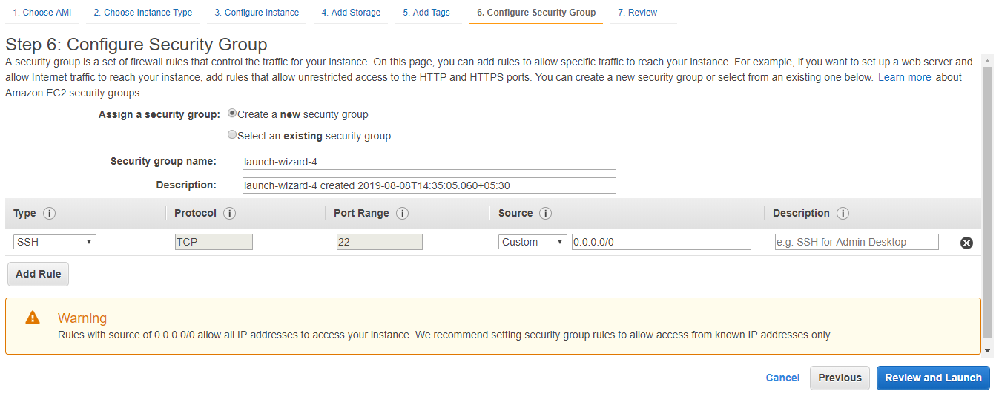 1. Choose AMI 2. Choose Instance Type 3. Configure Instance 4. Add Storage 5. Add Tags 6. Configure Security Group 7. Review
Step 6: Configure Security Group
A security group is a set of firewall rules that control the traffic for your instance. On this page, you can add rules to allow specific traffic to reach your instance. For example, if you want to set up a web server and
allow Internet traffic to reach your instance, add rules that allow unrestricted access to the HTTP and HTTPS ports. You can create a new security group or select from an existing one below. Learn more about
Amazon EC2 security groups.
Assign a security group: Create a new security group
Select an existing security group
Security group name: launch-wizard-4
Description: launch-wizard-4 created 2019-08-08T14:35:05.060+05:30
Type i Protocol i Port Range i Source i Description i
SSH TCP 22 Custom 0.0.0.0/0 e.g. SSH for Admin Desktop
Add Rule
Warning
Rules with source of 0.0.0.0/0 allow all IP addresses to access your instance. We recommend setting security group rules to allow access from known IP addresses only.
Cancel Previous Review and Launch